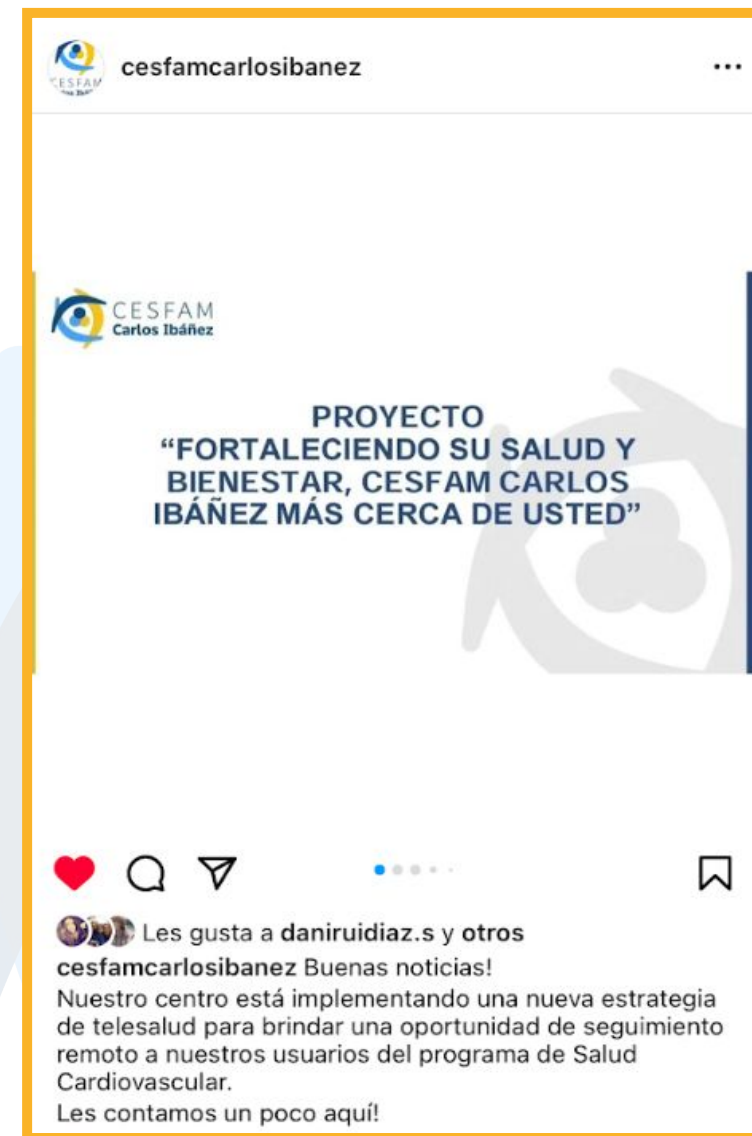 CESFAM
cesfamcarlosibanez
CESFAM
Carlos Ibáñez
PROYECTO
“FORTALECIENDO SU SALUD Y
BIENESTAR, CESFAM CARLOS
IBÁÑEZ MÁS CERCA DE USTED”
Les gusta a daniruidiaz.s y otros
cesfamcarlosibanez Buenas noticias!
Nuestro centro está implementando una nueva estrategia
de telesalud para brindar una oportunidad de seguimiento
remoto a nuestros usuarios del programa de Salud
Cardiovascular.
Les contamos un poco aquí!